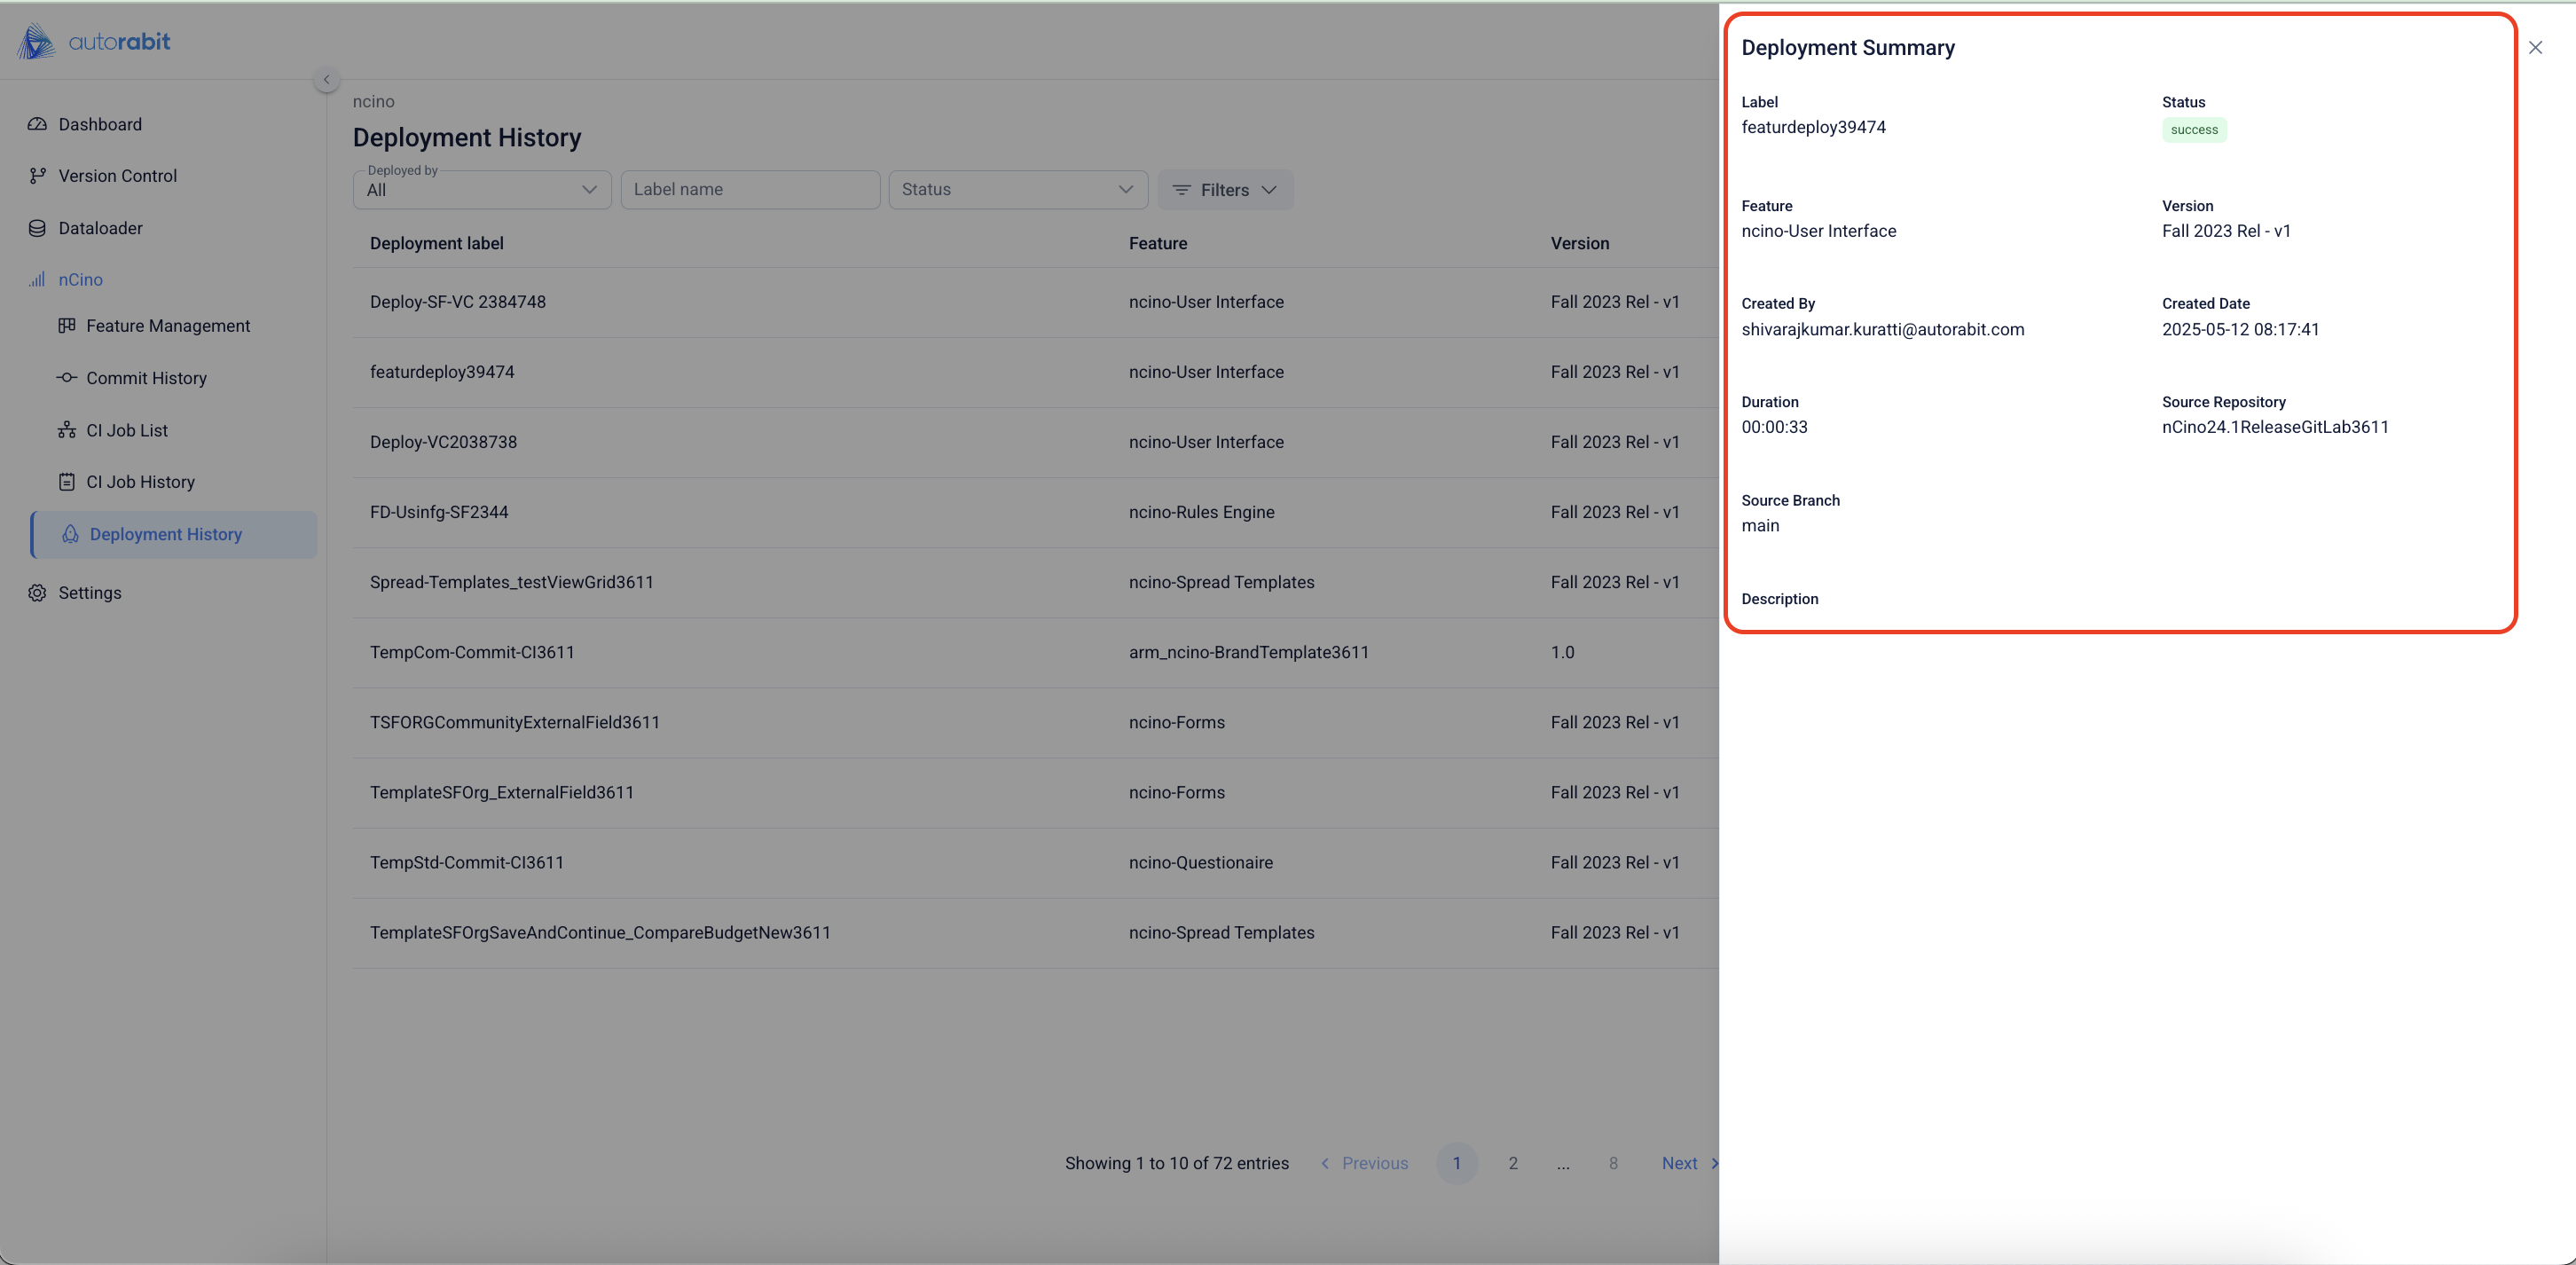 autorabit
Dashboard
Version Control
Dataloader
nCino
Feature Management
Commit History
CI Job List
CI Job History
Deployment History
Settings
ncino
Deployment History
Deployed by
All
Label name
Status
Filters
Deployment label Feature Version
Deploy-SF-VC 2384748 ncino-User Interface Fall 2023 Rel - v1
featurdeploy39474 ncino-User Interface Fall 2023 Rel - v1
Deploy-VC2038738 ncino-User Interface Fall 2023 Rel - v1
FD-Usinfg-SF2344 ncino-Rules Engine Fall 2023 Rel - v1
Spread-Templates_testViewGrid3611 ncino-Spread Templates Fall 2023 Rel - v1
TempCom-Commit-CI3611 arm_ncino-BrandTemplate3611 1.0
TSFORGCommunityExternalField3611 ncino-Forms Fall 2023 Rel - v1
TemplateSFOrg_ExternalField3611 ncino-Forms Fall 2023 Rel - v1
TempStd-Commit-CI3611 ncino-Questionaire Fall 2023 Rel - v1
TemplateSFOrgSaveAndContinue_CompareBudgetNew3611 ncino-Spread Templates Fall 2023 Rel - v1
Showing 1 to 10 of 72 entries Previous 1 2 ... 8 Next
Deployment Summary
Label Status
featurdeploy39474 success
Feature Version
ncino-User Interface Fall 2023 Rel - v1
Created By Created Date
shivarajkumar.kuratti@autorabit.com 2025-05-12 08:17:41
Duration Source Repository
00:00:33 nCino24.1ReleaseGitLab3611
Source Branch
main
Description